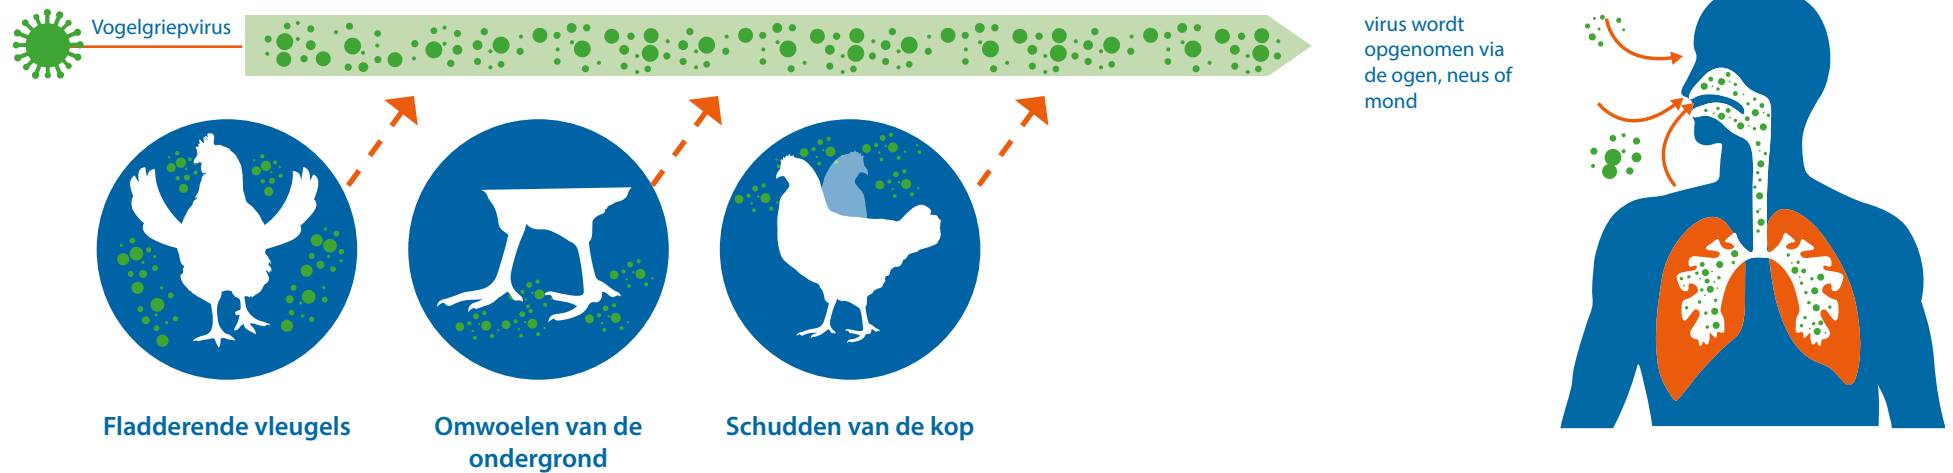 Vogelgriepvirus
virus wordt
opgenomen via
de ogen, neus of
mond
Fladderende vleugels
Omwoelen van de
ondergrond
Schudden van de kop